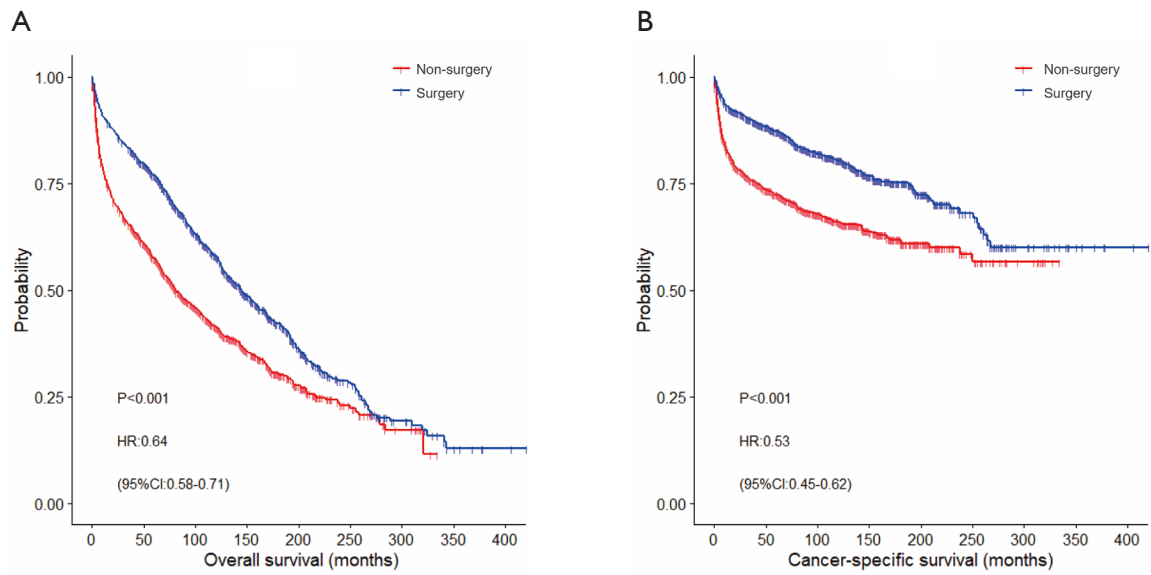 A
Non-surgery
Surgery
1.00
0.75
0.50
0.25
0.00
Probability
P<0.001
HR:0.64
(95%CI:0.58-0.71)
0 50 100 150 200 250 300 350 400
Overall survival (months)
B
Non-surgery
Surgery
1.00
0.75
0.50
0.25
0.00
Probability
P<0.001
HR:0.53
(95%CI:0.45-0.62)
0 50 100 150 200 250 300 350 400
Cancer-specific survival (months)